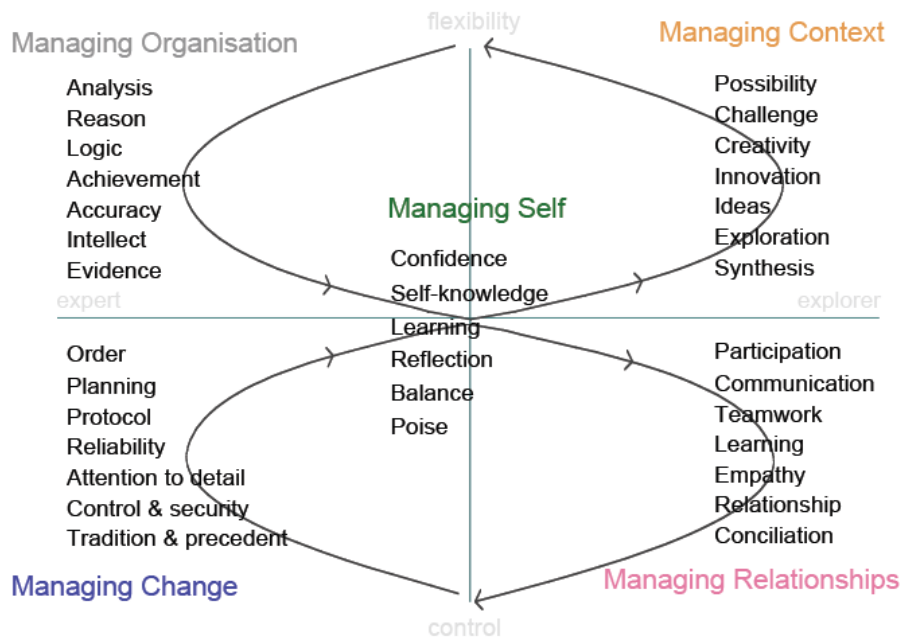 flexibility
Managing Organisation
Analysis
Reason
Logic
Achievement
Accuracy
Intellect
Evidence
Managing Context
Possibility
Challenge
Creativity
Innovation
Ideas
Exploration
Synthesis
Managing Self
Confidence
Self-knowledge
Learning
Reflection
Balance
Poise
expert
explorer
Order
Planning
Protocol
Reliability
Attention to detail
Control & security
Tradition & precedent
Managing Change
Participation
Communication
Teamwork
Learning
Empathy
Relationship
Conciliation
Managing Relationships
control